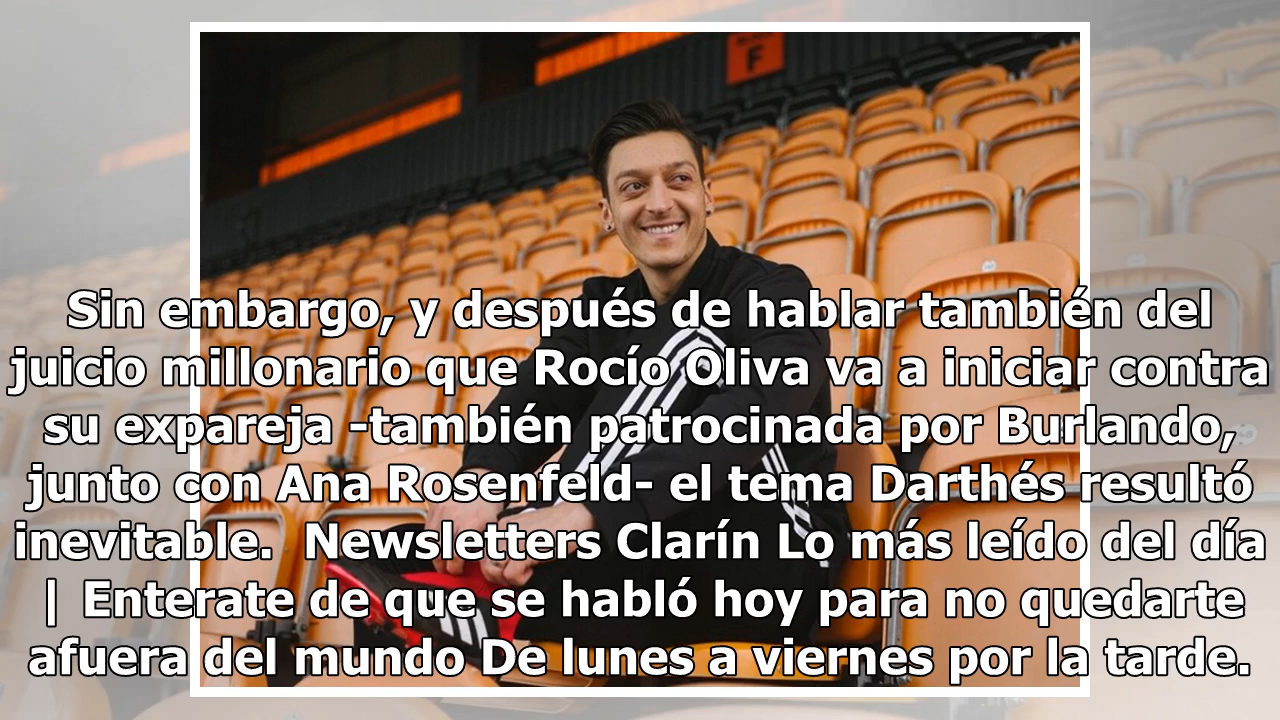 F
Sin embargo, y después de hablar también del
juicio millonario que Rocío Oliva va a iniciar contra
su expareja -también patrocinada por Burlando,
junto con Ana Rosenfeld- el tema Darthés resultó
inevitable.  Newsletters Clarín Lo más leído del día
| Enterate de que se habló hoy para no quedarte
afuera del mundo De lunes a viernes por la tarde.